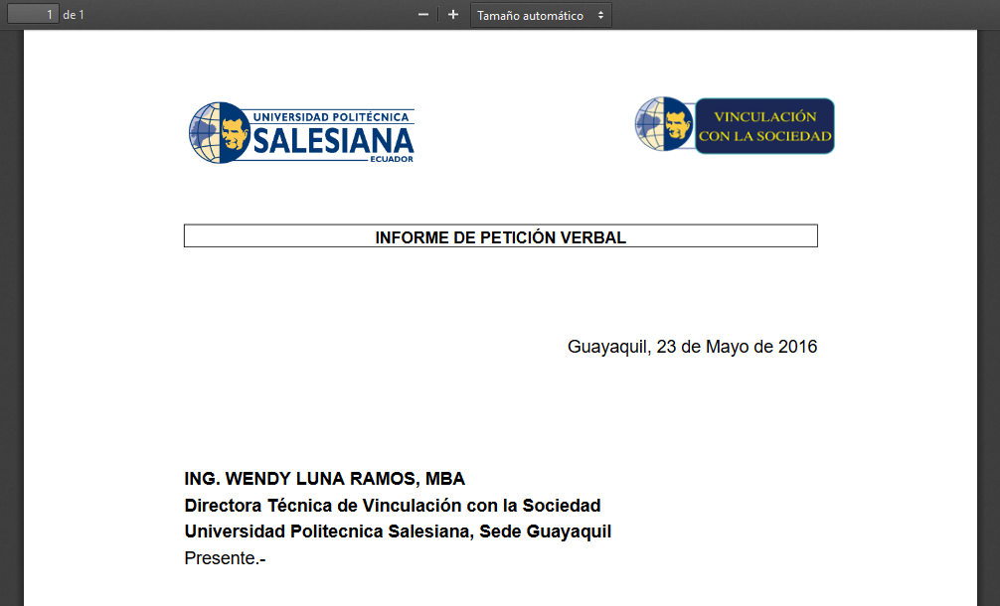 1 de 1
− + Tamaño automático
UNIVERSIDAD POLITÉCNICA
SALESIANA
ECUADOR
VINCULACIÓN
CON LA SOCIEDAD
INFORME DE PETICIÓN VERBAL
Guayaquil, 23 de Mayo de 2016
ING. WENDY LUNA RAMOS, MBA
Directora Técnica de Vinculación con la Sociedad
Universidad Politecnica Salesiana, Sede Guayaquil
Presente.-